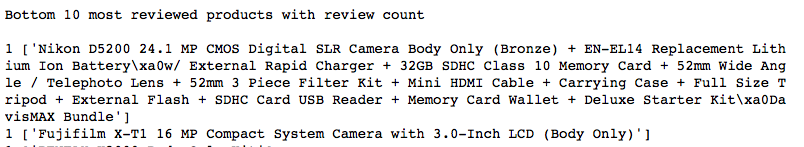 Bottom 10 most reviewed products with review count
1 ['Nikon D5200 24.1 MP CMOS Digital SLR Camera Body Only (Bronze) + EN-EL14 Replacement Lith
ium Ion Battery\xa0w/ External Rapid Charger + 32GB SDHC Class 10 Memory Card + 52mm Wide Ang
le / Telephoto Lens + 52mm 3 Piece Filter Kit + Mini HDMI Cable + Carrying Case + Full Size T
ripod + External Flash + SDHC Card USB Reader + Memory Card Wallet + Deluxe Starter Kit\xa0Da
visMAX Bundle']
1 ['Fujifilm X-T1 16 MP Compact System Camera with 3.0-Inch LCD (Body Only)']